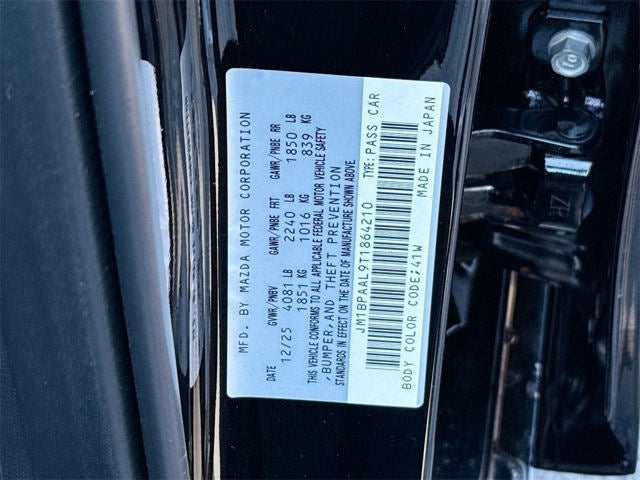 MFD. BY MAZDA MOTOR CORPORATION
DATE GVWR/PNBV GAWR/PNBE FRT GAWR/PNBE RR
12/25 4081 LB 2240 LB 1850 LB
1851 KG 1016 KG 839 KG
THIS VEHICLE CONFORMS TO ALL APPLICABLE FEDERAL MOTOR VEHICLE SAFETY
,BUMPER,AND THEFT PREVENTION
STANDARDS IN EFFECT ON THE DATE OF MANUFACTURE SHOWN ABOVE
JM1BPAAL9T1864210 TYPE:PASS CAR
BODY COLOR CODE;41W MADE IN JAPAN
ZR